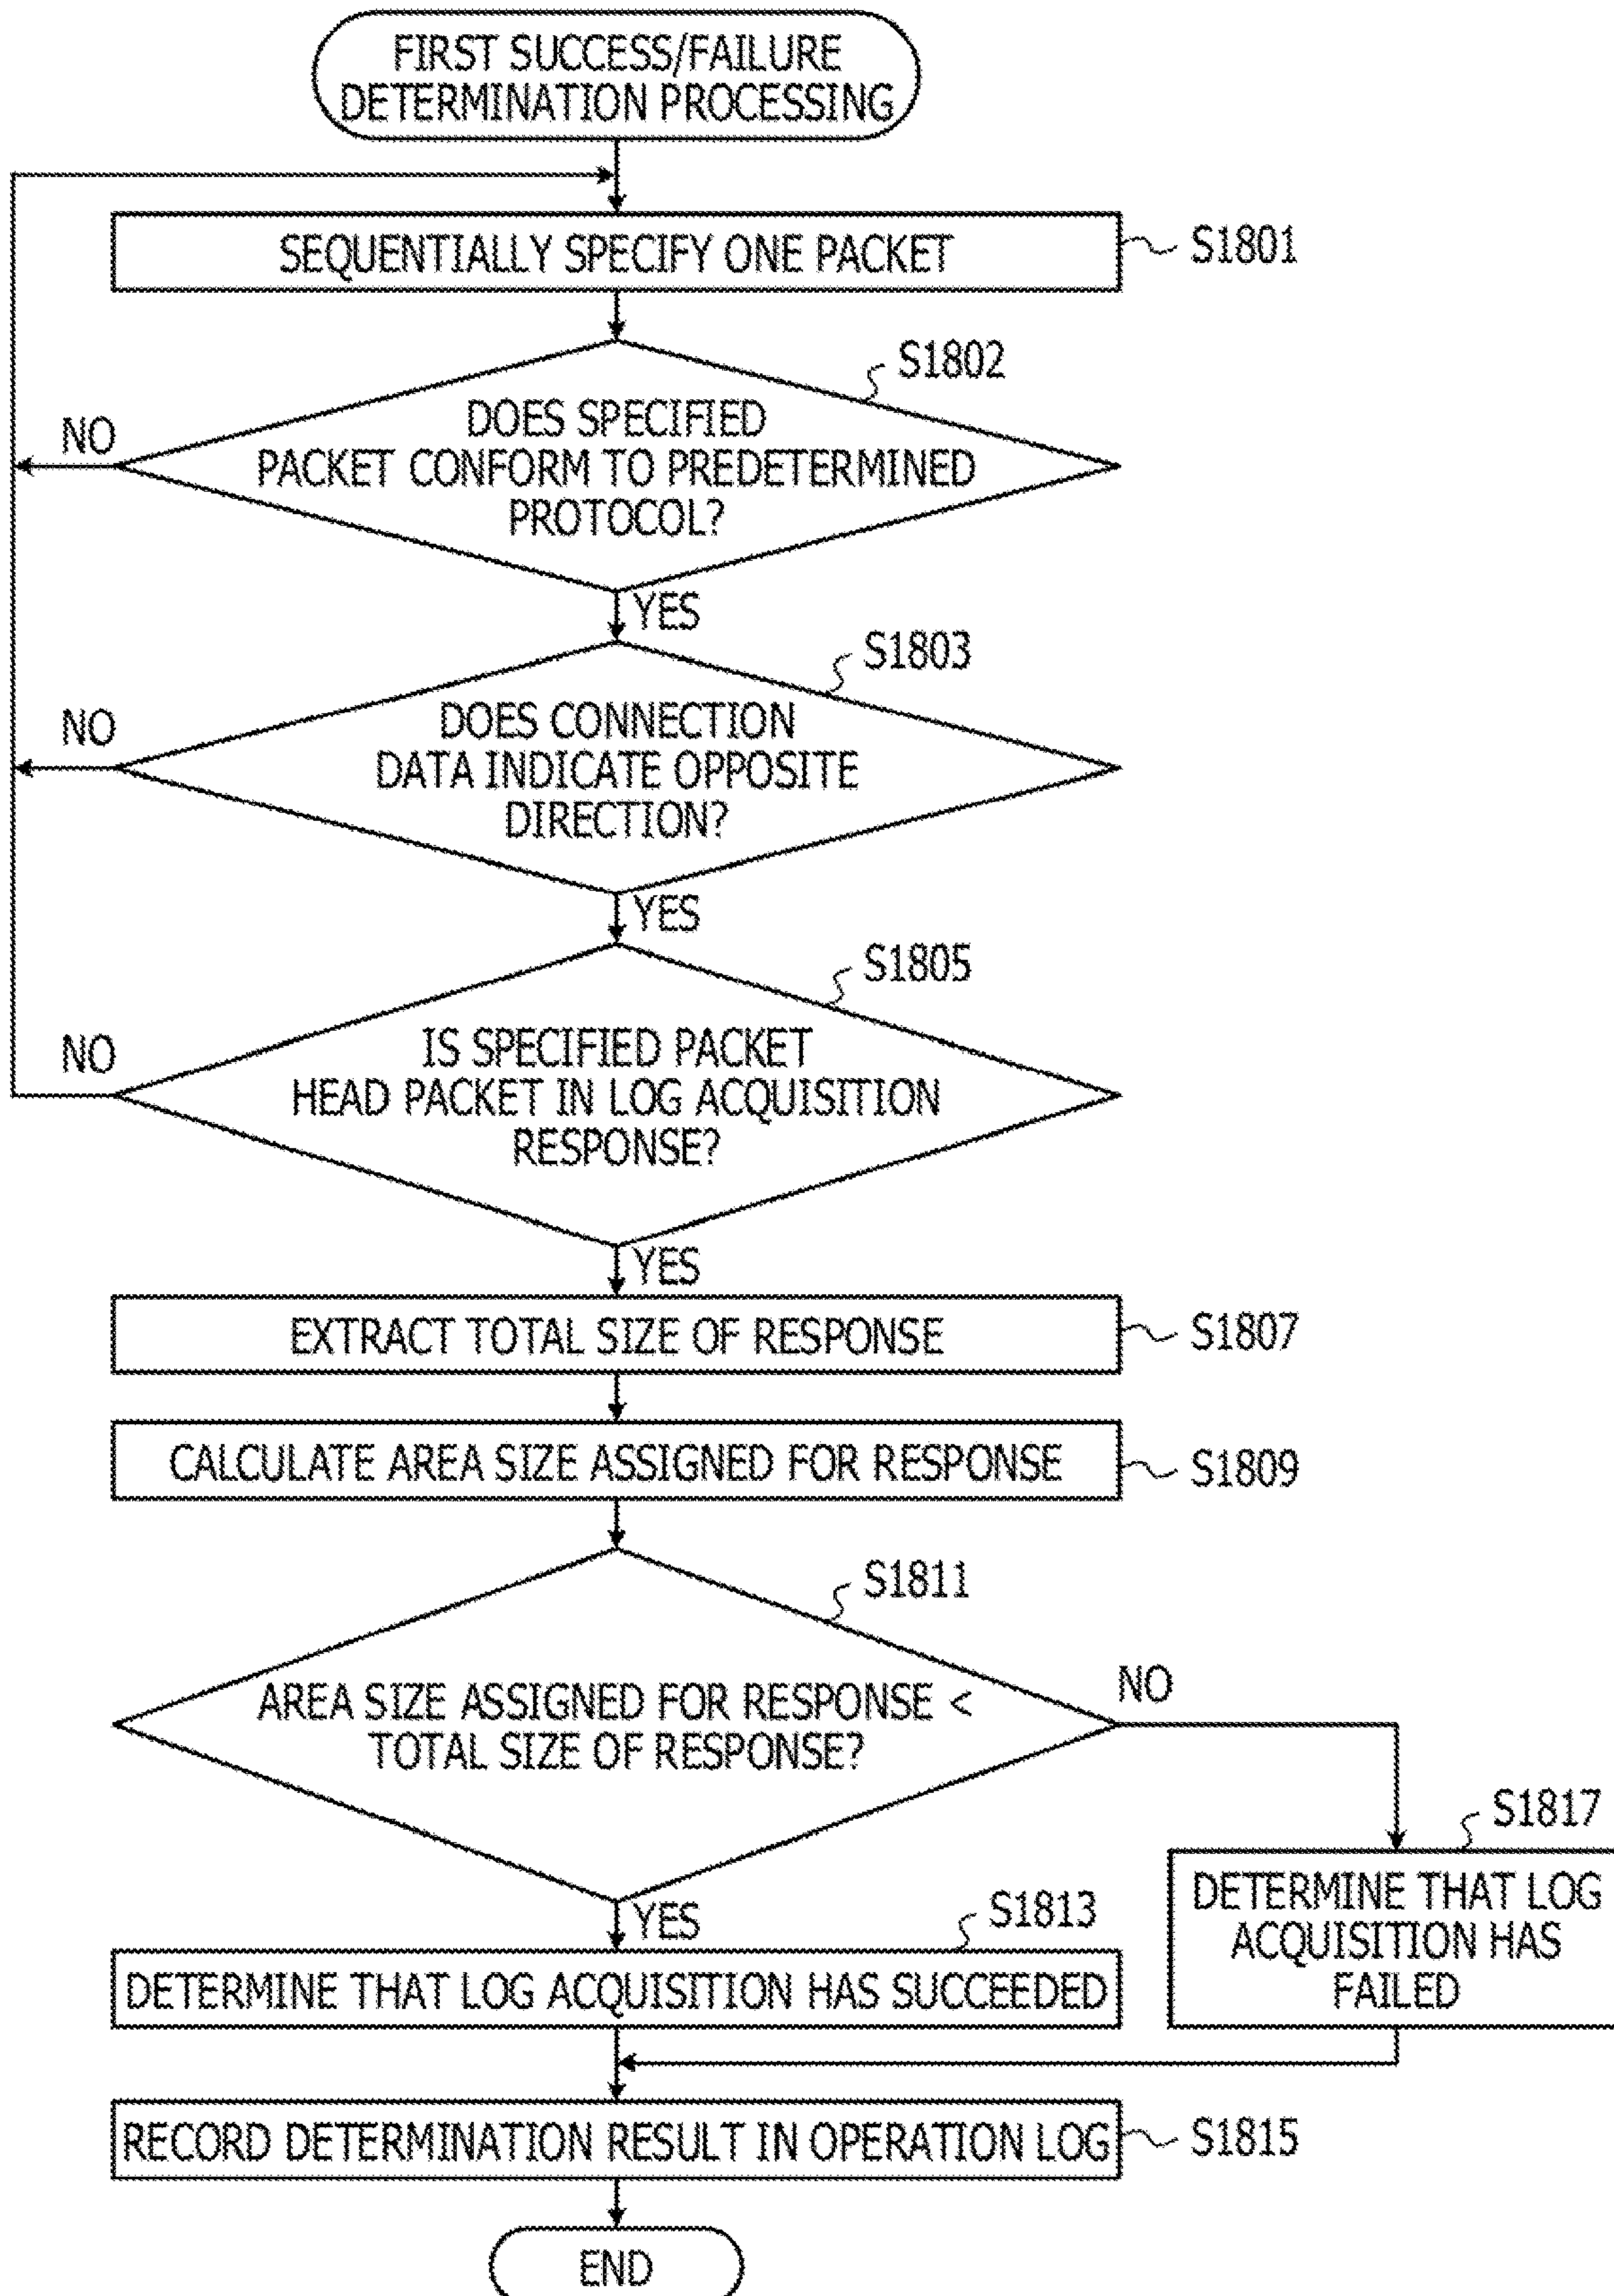 FIRST SUCCESS/FAILURE
DETERMINATION PROCESSING
SEQUENTIALLY SPECIFY ONE PACKET
S1801
S1802
DOES SPECIFIED
PACKET CONFORM TO PREDETERMINED
PROTOCOL?
NO
YES
S1803
DOES CONNECTION
DATA INDICATE OPPOSITE
DIRECTION?
NO
YES
S1805
IS SPECIFIED PACKET
HEAD PACKET IN LOG ACQUISITION
RESPONSE?
NO
YES
EXTRACT TOTAL SIZE OF RESPONSE
S1807
CALCULATE AREA SIZE ASSIGNED FOR RESPONSE
S1809
S1811
AREA SIZE ASSIGNED FOR RESPONSE <
TOTAL SIZE OF RESPONSE?
NO
YES
S1817
DETERMINE THAT LOG
ACQUISITION HAS
FAILED
S1813
DETERMINE THAT LOG ACQUISITION HAS SUCCEEDED
RECORD DETERMINATION RESULT IN OPERATION LOG
S1815
END